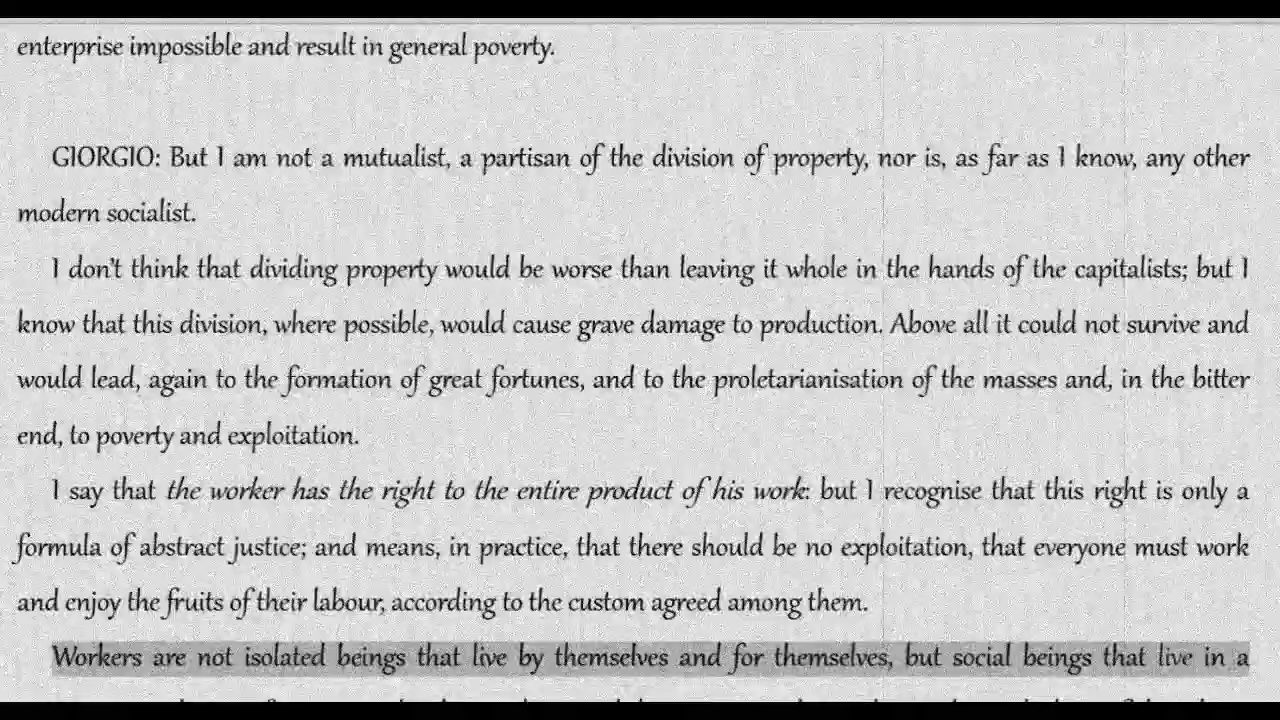 enterprise impossible and result in general poverty.
GIORGIO: But I am not a mutualist, a partisan of the division of property, nor is, as far as I know, any other
modern socialist.
I don't think that dividing property would be worse than leaving it whole in the hands of the capitalists; but I
know that this division, where possible, would cause grave damage to production. Above all it could not survive and
would lead, again to the formation of great fortunes, and to the proletarianisation of the masses and, in the bitter
end, to poverty and exploitation.
I say that the worker has the right to the entire product of his work: but I recognise that this right is only a
formula of abstract justice; and means, in practice, that there should be no exploitation, that everyone must work
and enjoy the fruits of their labour, according to the custom agreed among them.
Workers are not isolated beings that live by themselves and for themselves, but social beings that live in a